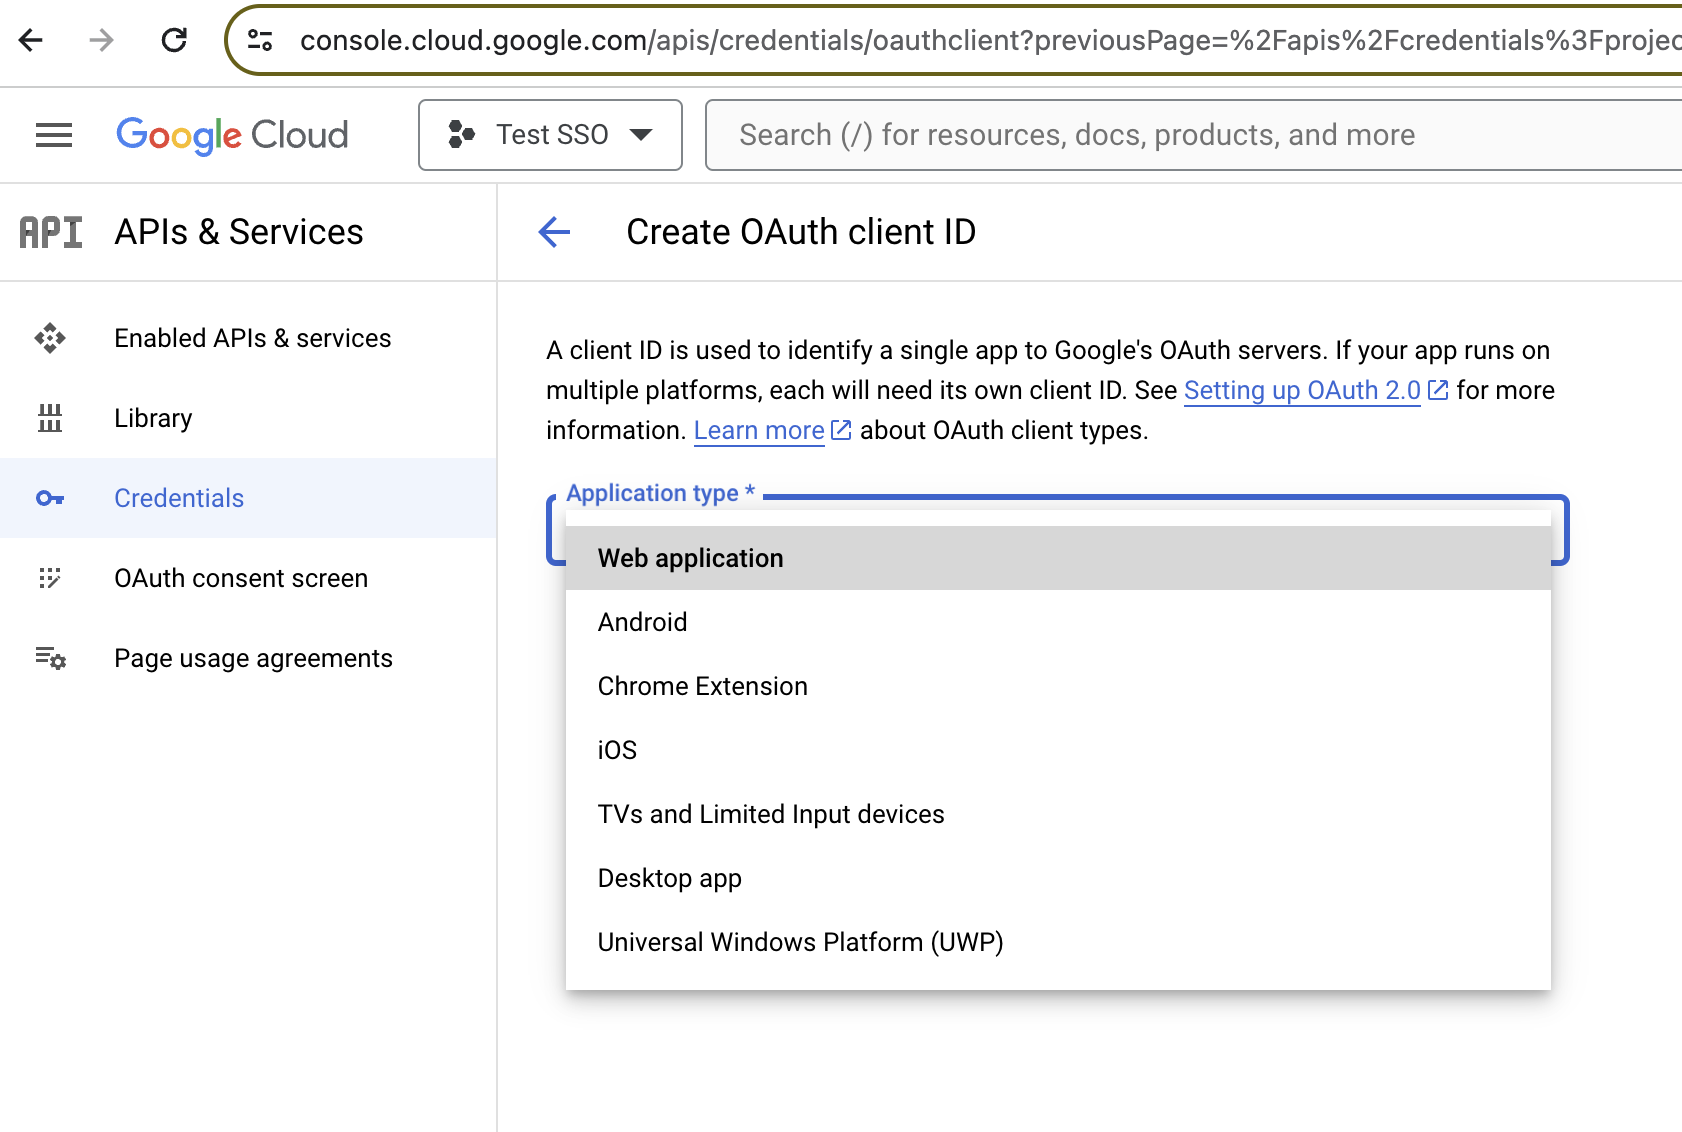 console.cloud.google.com/apis/credentials/oauthclient?previousPage=%2Fapis%2Fcredentials%3Fprojec
Google Cloud
Test SSO
Search (/) for resources, docs, products, and more
API APIs & Services
Create OAuth client ID
Enabled APIs & services
Library
Credentials
OAuth consent screen
Page usage agreements
A client ID is used to identify a single app to Google's OAuth servers. If your app runs on
multiple platforms, each will need its own client ID. See Setting up OAuth 2.0 for more
information. Learn more about OAuth client types.
Application type *
Web application
Android
Chrome Extension
iOS
TVs and Limited Input devices
Desktop app
Universal Windows Platform (UWP)